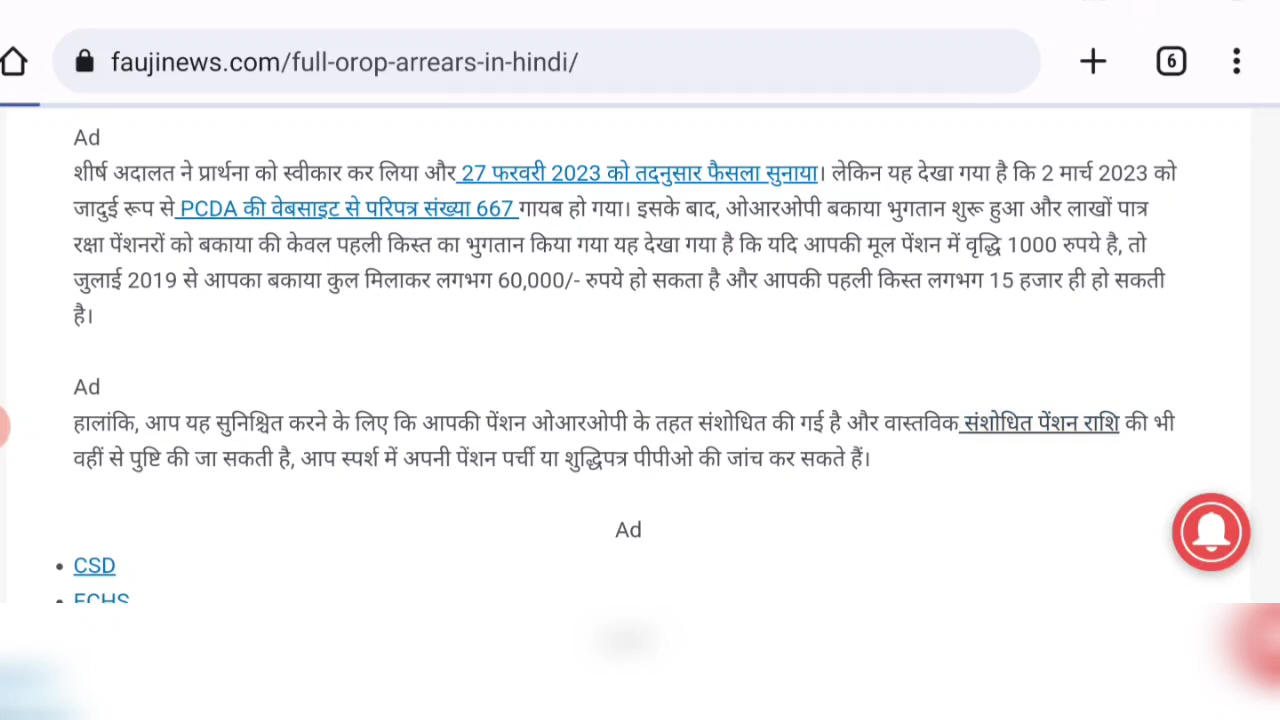 faujinews.com/full-orop-arrears-in-hindi/
6
Ad
शीर्ष अदालत ने प्रार्थना को स्वीकार कर लिया और 27 फरवरी 2023 को तदनुसार फैसला सुनाया। लेकिन यह देखा गया है कि 2 मार्च 2023 को
जादुई रूप से PCDA की वेबसाइट से परिपत्र संख्या 667 गायब हो गया। इसके बाद, ओआरओपी बकाया भुगतान शुरू हुआ और लाखों पात्र
रक्षा पेंशनरों को बकाया की केवल पहली किस्त का भुगतान किया गया यह देखा गया है कि यदि आपकी मूल पेंशन में वृद्धि 1000 रुपये है, तो
जुलाई 2019 से आपका बकाया कुल मिलाकर लगभग 60,000/- रुपये हो सकता है और आपकी पहली किस्त लगभग 15 हजार ही हो सकती
है।
Ad
हालांकि, आप यह सुनिश्चित करने के लिए कि आपकी पेंशन ओआरओपी के तहत संशोधित की गई है और वास्तविक संशोधित पेंशन राशि की भी
वहीं से पुष्टि की जा सकती है, आप स्पर्श में अपनी पेंशन पर्ची या शुद्धिपत्र पीपीओ की जांच कर सकते हैं।
Ad
CSD
ECHS